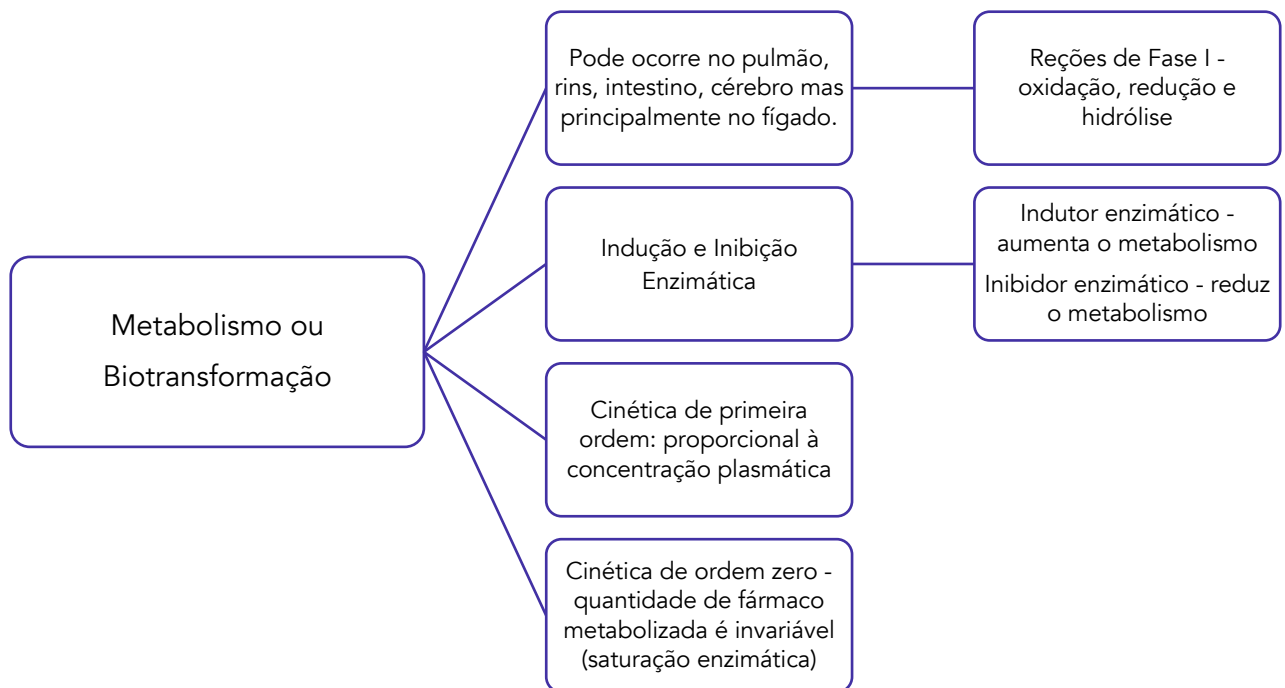 Metabolismo ou
Biotransformação
Pode ocorre no pulmão,
rins, intestino, cérebro mas
principalmente no fígado.
Reções de Fase I -
oxidação, redução e
hidrólise
Indução e Inibição
Enzimática
Indutor enzimático -
aumenta o metabolismo
Inibidor enzimático - reduz
o metabolismo
Cinética de primeira
ordem: proporcional à
concentração plasmática
Cinética de ordem zero -
quantidade de fármaco
metabolizada é invariável
(saturação enzimática)